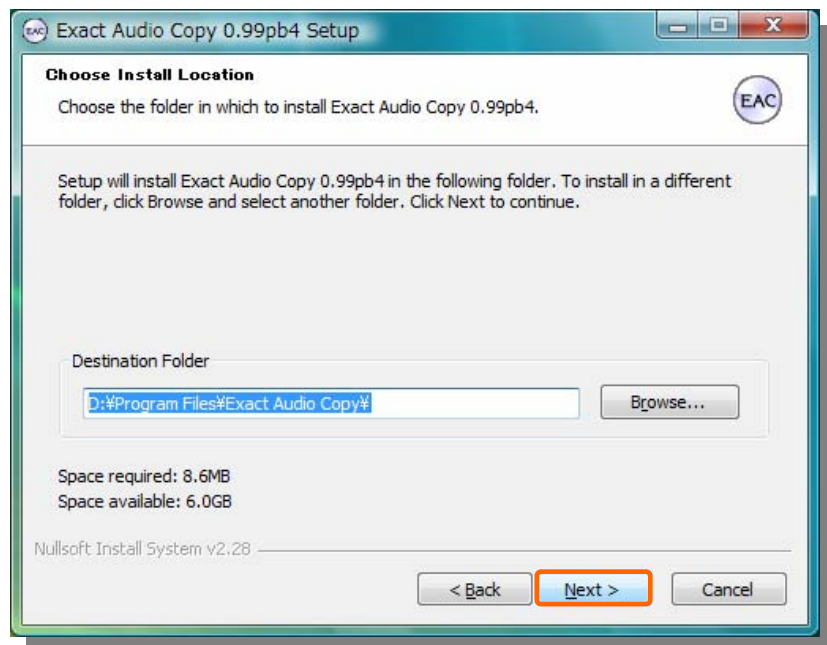 EAC Exact Audio Copy 0.99pb4 Setup
Choose Install Location
Choose the folder in which to install Exact Audio Copy 0.99pb4.
EAC
Setup will install Exact Audio Copy 0.99pb4 in the following folder. To install in a different
folder, click Browse and select another folder. Click Next to continue.
Destination Folder
D:¥Program Files¥Exact Audio Copy¥
Browse...
Space required: 8.6MB
Space available: 6.0GB
Nullsoft Install System v2.28
< Back
Next >
Cancel